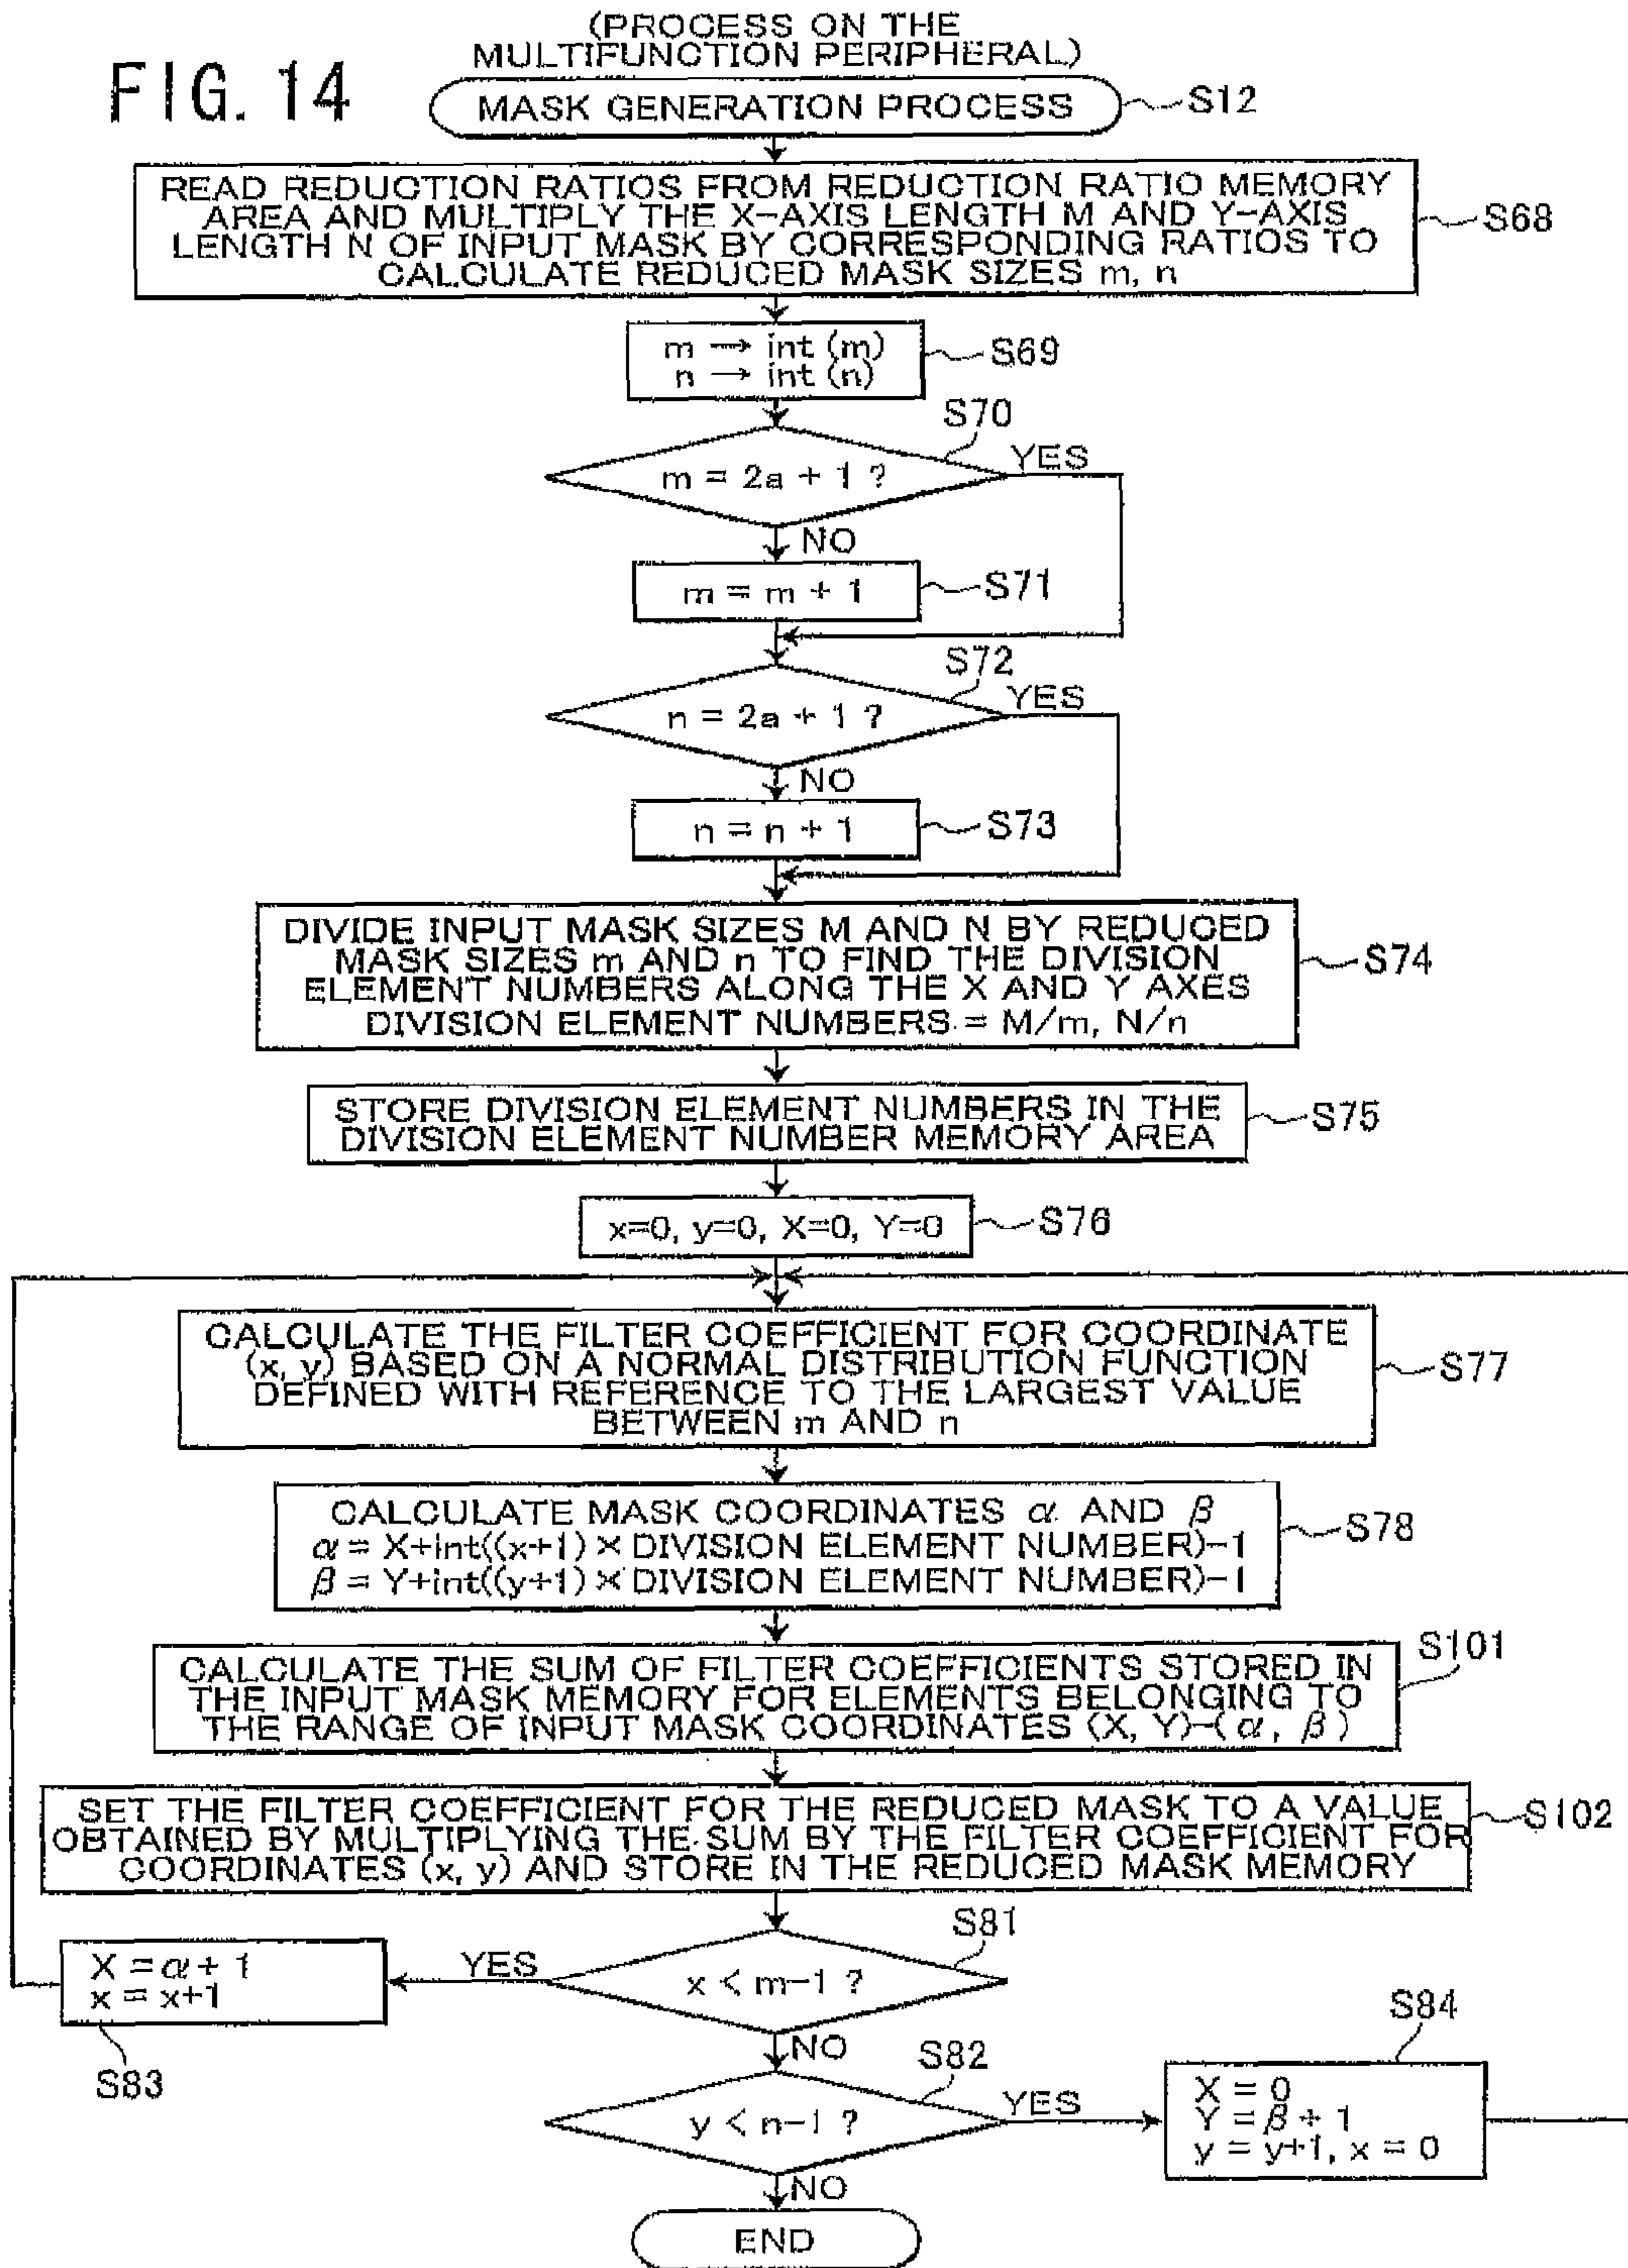 (PROCESS ON THE
MULTIFUNCTION PERIPHERAL)
FIG. 14
MASK GENERATION PROCESS
S12
READ REDUCTION RATIOS FROM REDUCTION RATIO MEMORY
AREA AND MULTIPLY THE X-AXIS LENGTH M AND Y-AXIS
LENGTH N OF INPUT MASK BY CORRESPONDING RATIOS TO
CALCULATE REDUCED MASK SIZES m, n
S68
m → int (m)
n → int (n)
S69
S70
m = 2a + 1 ?
YES
NO
m = m + 1
S71
S72
n = 2a + 1 ?
YES
NO
n = n + 1
S73
DIVIDE INPUT MASK SIZES M AND N BY REDUCED
MASK SIZES m AND n TO FIND THE DIVISION
ELEMENT NUMBERS ALONG THE X AND Y AXES
DIVISION ELEMENT NUMBERS = M/m, N/n
S74
STORE DIVISION ELEMENT NUMBERS IN THE
DIVISION ELEMENT NUMBER MEMORY AREA
S75
x=0, y=0, X=0, Y=0
S76
CALCULATE THE FILTER COEFFICIENT FOR COORDINATE
(x, y) BASED ON A NORMAL DISTRIBUTION FUNCTION
DEFINED WITH REFERENCE TO THE LARGEST VALUE
BETWEEN m AND n
S77
CALCULATE MASK COORDINATES α AND β
α = X+int((x+1) × DIVISION ELEMENT NUMBER)-1
β = Y+int((y+1) × DIVISION ELEMENT NUMBER)-1
S78
CALCULATE THE SUM OF FILTER COEFFICIENTS STORED IN
THE INPUT MASK MEMORY FOR ELEMENTS BELONGING TO
THE RANGE OF INPUT MASK COORDINATES (X, Y)-(α, β)
S101
SET THE FILTER COEFFICIENT FOR THE REDUCED MASK TO A VALUE
OBTAINED BY MULTIPLYING THE SUM BY THE FILTER COEFFICIENT FOR
COORDINATES (x, y) AND STORE IN THE REDUCED MASK MEMORY
S102
S81
x < m-1 ?
YES
NO
X = α + 1
x = x+1
S83
S82
y < n-1 ?
YES
NO
S84
X = 0
Y = β + 1
y = y+1, x = 0
END